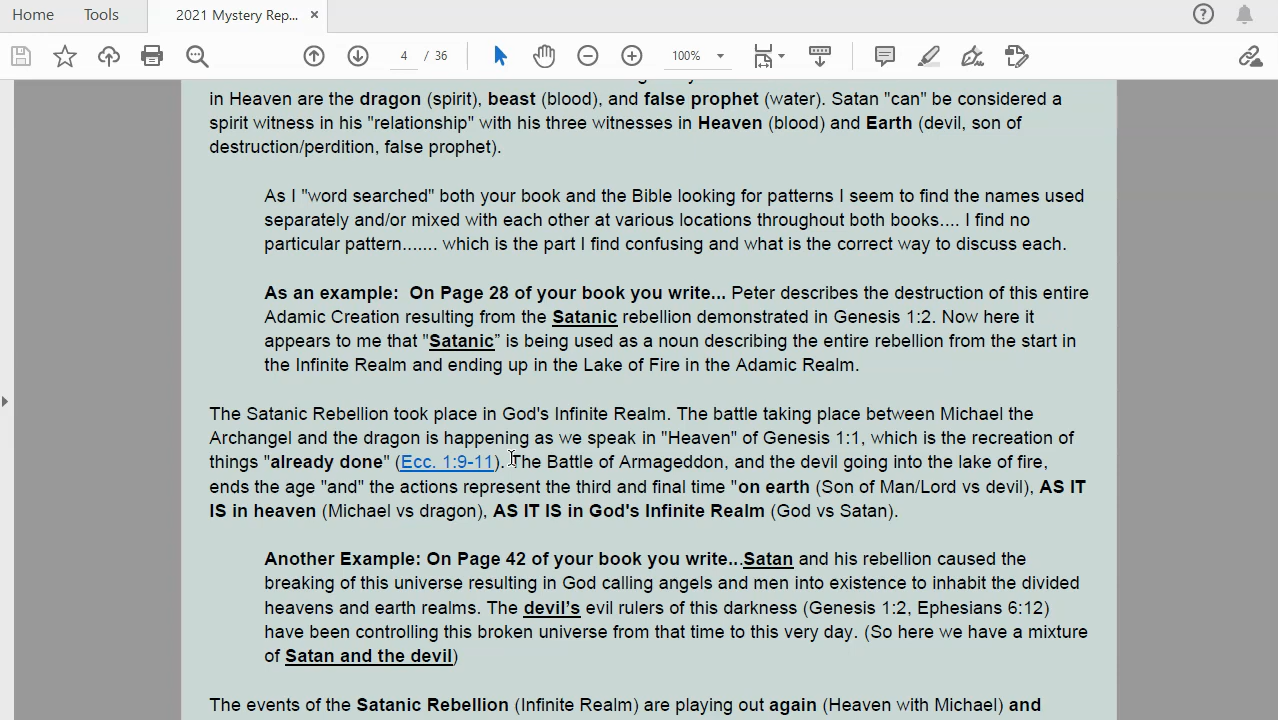 Home Tools 2021 Mystery Rep... ×
4 / 36 100%
in Heaven are the dragon (spirit), beast (blood), and false prophet (water). Satan "can" be considered a
spirit witness in his "relationship" with his three witnesses in Heaven (blood) and Earth (devil, son of
destruction/perdition, false prophet).
As I "word searched" both your book and the Bible looking for patterns I seem to find the names used
separately and/or mixed with each other at various locations throughout both books.... I find no
particular pattern....... which is the part I find confusing and what is the correct way to discuss each.
As an example:  On Page 28 of your book you write... Peter describes the destruction of this entire
Adamic Creation resulting from the Satanic rebellion demonstrated in Genesis 1:2. Now here it
appears to me that "Satanic” is being used as a noun describing the entire rebellion from the start in
the Infinite Realm and ending up in the Lake of Fire in the Adamic Realm.
The Satanic Rebellion took place in God's Infinite Realm. The battle taking place between Michael the
Archangel and the dragon is happening as we speak in "Heaven" of Genesis 1:1, which is the recreation of
things "already done" (Ecc. 1:9-11). The Battle of Armageddon, and the devil going into the lake of fire,
ends the age "and" the actions represent the third and final time "on earth (Son of Man/Lord vs devil), AS IT
IS in heaven (Michael vs dragon), AS IT IS in God's Infinite Realm (God vs Satan).
Another Example: On Page 42 of your book you write...Satan and his rebellion caused the
breaking of this universe resulting in God calling angels and men into existence to inhabit the divided
heavens and earth realms. The devil’s evil rulers of this darkness (Genesis 1:2, Ephesians 6:12)
have been controlling this broken universe from that time to this very day. (So here we have a mixture
of Satan and the devil)
The events of the Satanic Rebellion (Infinite Realm) are playing out again (Heaven with Michael) and